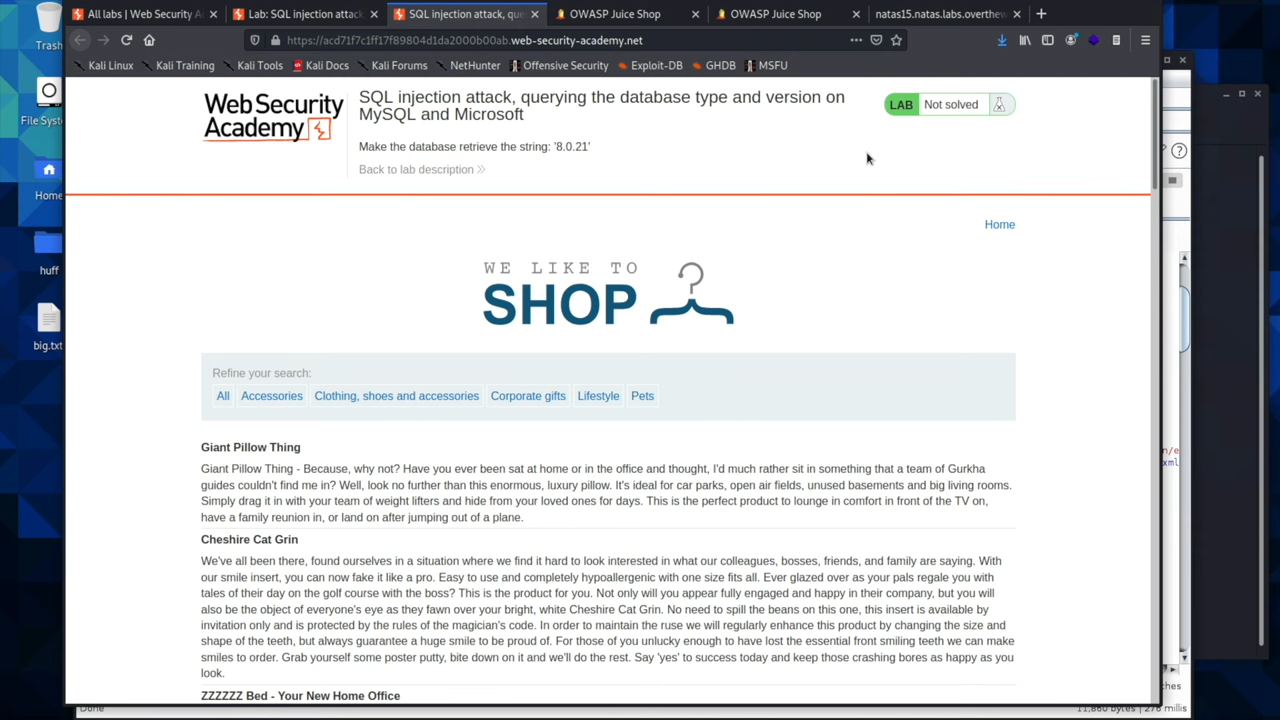 Trash
File Syst
Home
huff
big.txt
All labs | Web Security A
Lab: SQL injection attack
SQL injection attack, que
OWASP Juice Shop
OWASP Juice Shop
natas15.natas.labs.overthew
https://acd71f7c1ff17f89804d1da2000b00ab.web-security-academy.net
Kali Linux
Kali Training
Kali Tools
Kali Docs
Kali Forums
NetHunter
Offensive Security
Exploit-DB
GHDB
MSFU
Web Security
Academy
SQL injection attack, querying the database type and version on
MySQL and Microsoft
LAB
Not solved
Make the database retrieve the string: '8.0.21'
Back to lab description
Home
WE LIKE TO
SHOP
Refine your search:
All
Accessories
Clothing, shoes and accessories
Corporate gifts
Lifestyle
Pets
Giant Pillow Thing
Giant Pillow Thing - Because, why not? Have you ever been sat at home or in the office and thought, I'd much rather sit in something that a team of Gurkha
guides couldn't find me in? Well, look no further than this enormous, luxury pillow. It's ideal for car parks, open air fields, unused basements and big living rooms.
Simply drag it in with your team of weight lifters and hide from your loved ones for days. This is the perfect product to lounge in comfort in front of the TV on,
have a family reunion in, or land on after jumping out of a plane.
Cheshire Cat Grin
We've all been there, found ourselves in a situation where we find it hard to look interested in what our colleagues, bosses, friends, and family are saying. With
our smile insert, you can now fake it like a pro. Easy to use and completely hypoallergenic with one size fits all. Ever glazed over as your pals regale you with
tales of their day on the golf course with the boss? This is the product for you. Not only will you appear fully engaged and happy in their company, but you will
also be the object of everyone's eye as they fawn over your bright, white Cheshire Cat Grin. No need to spill the beans on this one, this insert is available by
invitation only and is protected by the rules of the magician's code. In order to maintain the ruse we will regularly enhance this product by changing the size and
shape of the teeth, but always guarantee a huge smile to be proud of. For those of you unlucky enough to have lost the essential front smiling teeth we can make
smiles to order. Grab yourself some poster putty, bite down on it and we'll do the rest. Say 'yes' to success today and keep those crashing bores as happy as you
look.
ZZZZZZ Bed - Your New Home Office
n/e
xml
ches
Done
11,860 bytes | 276 millis